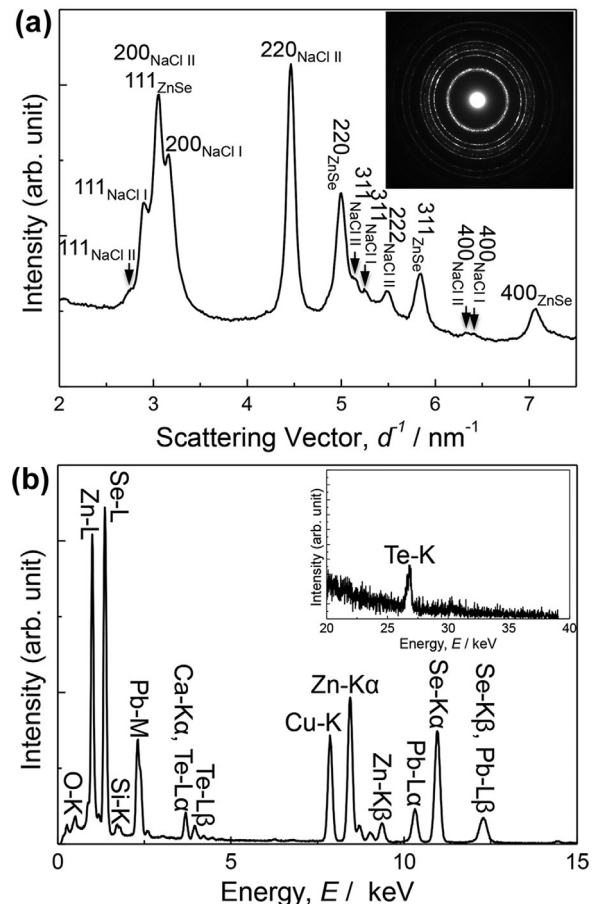 (a)
200NaCl II
111ZnSe
200NaCl I
111NaCl I
111NaCl II
220NaCl II
220ZnSe
311NaCl II
311NaCl I
222NaCl II
311ZnSe
400NaCl II
400NaCl I
400ZnSe
Intensity (arb. unit)
2 3 4 5 6 7
Scattering Vector, d-1 / nm-1
(b)
O-K
Zn-L
Se-L
Si-K
Pb-M
Ca-Kα, Te-Lα
Te-Lβ
Cu-K
Zn-Kα
Zn-Kβ
Pb-Lα
Se-Kα
Se-Kβ, Pb-Lβ
Intensity (arb. unit)
0 5 10 15
Energy, E / keV
Te-K
Intensity (arb. unit)
20 25 30 35 40
Energy, E / keV